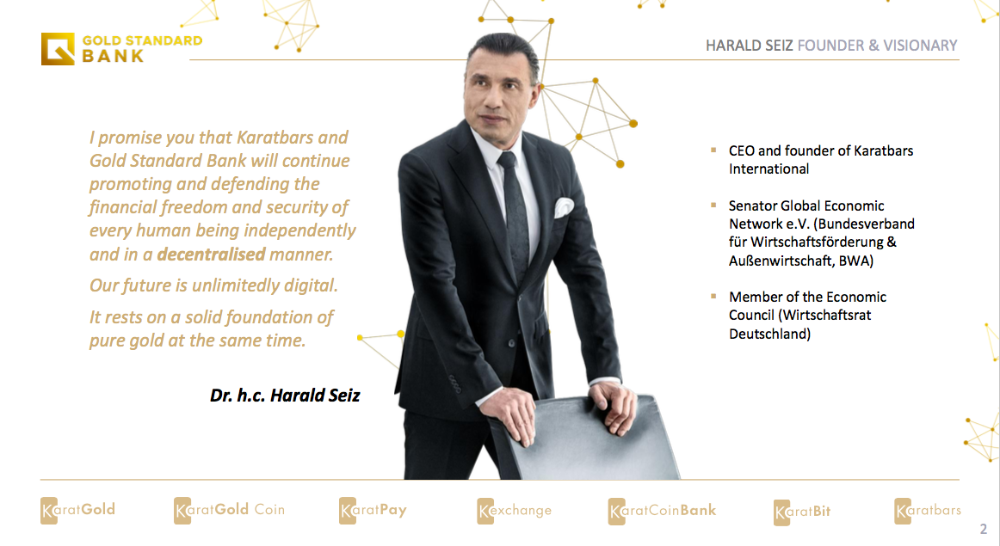 GOLD STANDARD
BANK
HARALD SEIZ FOUNDER & VISIONARY
I promise you that Karatbars and
Gold Standard Bank will continue
promoting and defending the
financial freedom and security of
every human being independently
and in a decentralised manner.
Our future is unlimitedly digital.
It rests on a solid foundation of
pure gold at the same time.
Dr. h.c. Harald Seiz
▪ CEO and founder of Karatbars
International
▪ Senator Global Economic
Network e.V. (Bundesverband
für Wirtschaftsförderung &
Außenwirtschaft, BWA)
▪ Member of the Economic
Council (Wirtschaftsrat
Deutschland)
KaratGold KaratGold Coin KaratPay Kexchange KaratCoinBank KaratBit Karatbars
2